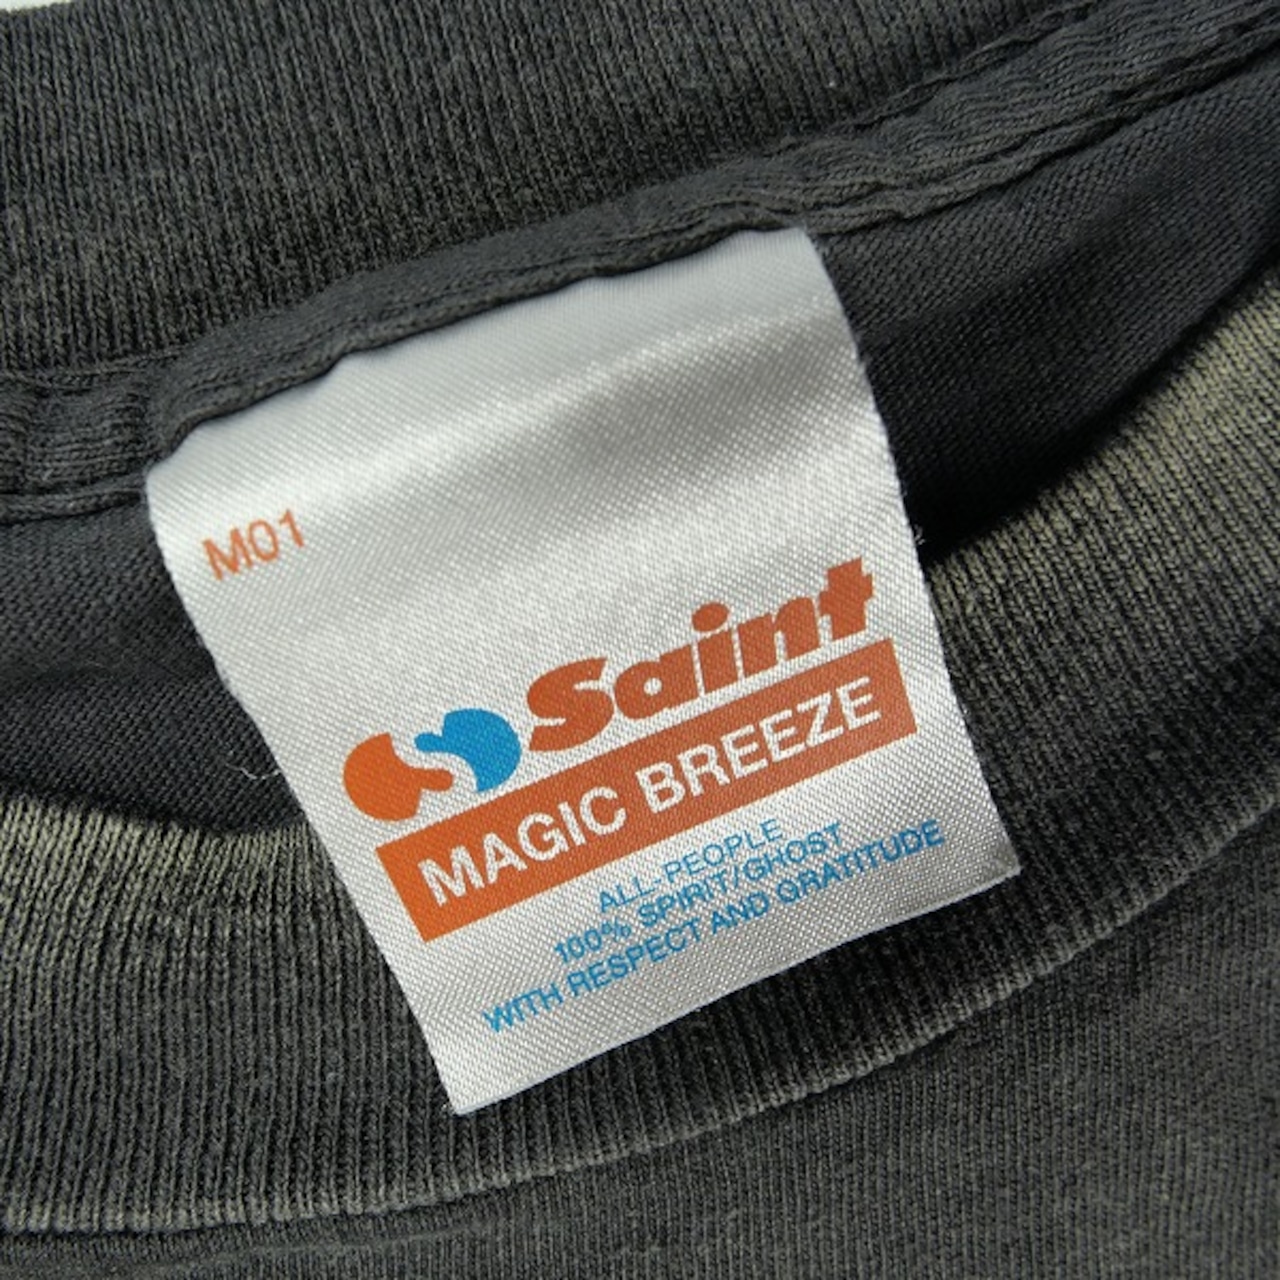 M01
Saint
MAGIC BREEZE
ALL-PEOPLE
100% SPIRIT/GHOST
WITH RESPECT AND GRATITUDE